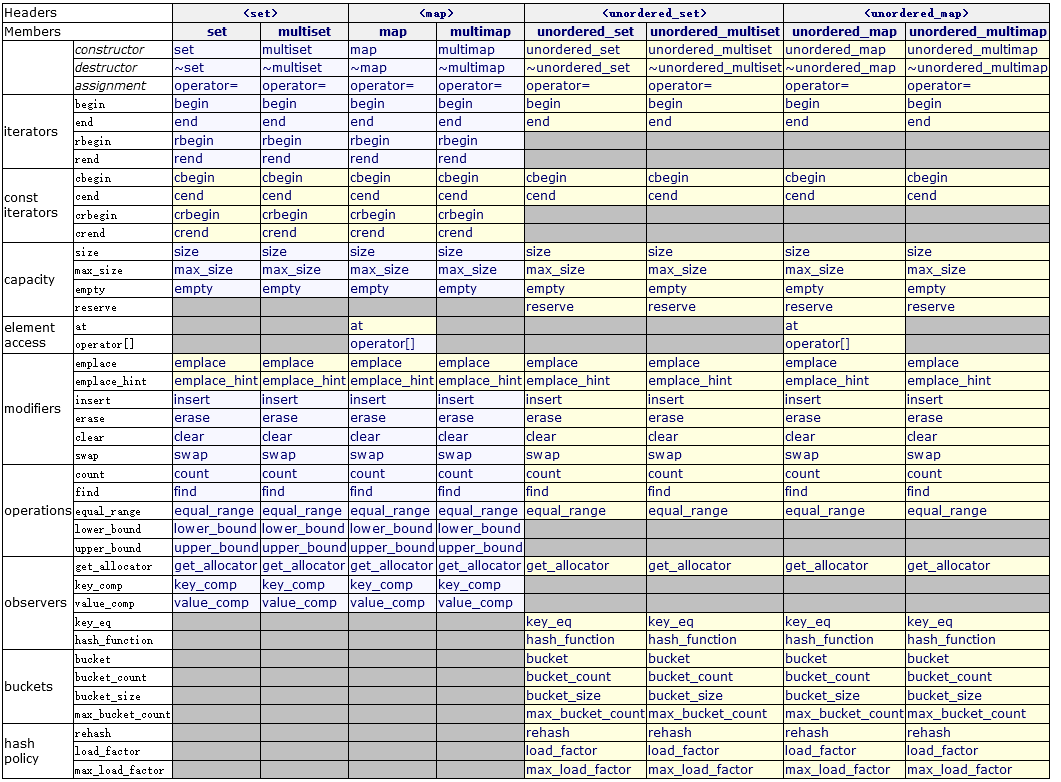 Headers <set> <map> <unordered_set> <unordered_map>
Members set multiset map multimap unordered_set unordered_multiset unordered_map unordered_multimap
constructor set multiset map multimap unordered_set unordered_multiset unordered_map unordered_multimap
destructor ~set ~multiset ~map ~multimap ~unordered_set ~unordered_multiset ~unordered_map ~unordered_multimap
assignment operator= operator= operator= operator= operator= operator= operator= operator=
iterators
begin begin begin begin begin begin begin begin begin
end end end end end end end end end
rbegin rbegin rbegin rbegin rbegin
rend rend rend rend rend
const iterators
cbegin cbegin cbegin cbegin cbegin cbegin cbegin cbegin cbegin
cend cend cend cend cend cend cend cend cend
crbegin crbegin crbegin crbegin crbegin
crend crend crend crend crend
capacity
size size size size size size size size size
max_size max_size max_size max_size max_size max_size max_size max_size max_size
empty empty empty empty empty empty empty empty empty
reserve reserve reserve reserve reserve
element access
at at at
operator[] operator[] operator[]
modifiers
emplace emplace emplace emplace emplace emplace emplace emplace emplace
emplace_hint emplace_hint emplace_hint emplace_hint emplace_hint emplace_hint emplace_hint emplace_hint emplace_hint
insert insert insert insert insert insert insert insert insert
erase erase erase erase erase erase erase erase erase
clear clear clear clear clear clear clear clear clear
swap swap swap swap swap swap swap swap swap
operations
count count count count count count count count count
find find find find find find find find find
equal_range equal_range equal_range equal_range equal_range equal_range equal_range equal_range equal_range
lower_bound lower_bound lower_bound lower_bound lower_bound
upper_bound upper_bound upper_bound upper_bound upper_bound
observers
get_allocator get_allocator get_allocator get_allocator get_allocator get_allocator get_allocator get_allocator get_allocator
key_comp key_comp key_comp key_comp key_comp
value_comp value_comp value_comp value_comp value_comp
key_eq key_eq key_eq key_eq key_eq
hash_function hash_function hash_function hash_function hash_function
buckets
bucket bucket bucket bucket bucket
bucket_count bucket_count bucket_count bucket_count bucket_count
bucket_size bucket_size bucket_size bucket_size bucket_size
max_bucket_count max_bucket_count max_bucket_count max_bucket_count max_bucket_count
hash policy
rehash rehash rehash rehash rehash
load_factor load_factor load_factor load_factor load_factor
max_load_factor max_load_factor max_load_factor max_load_factor max_load_factor